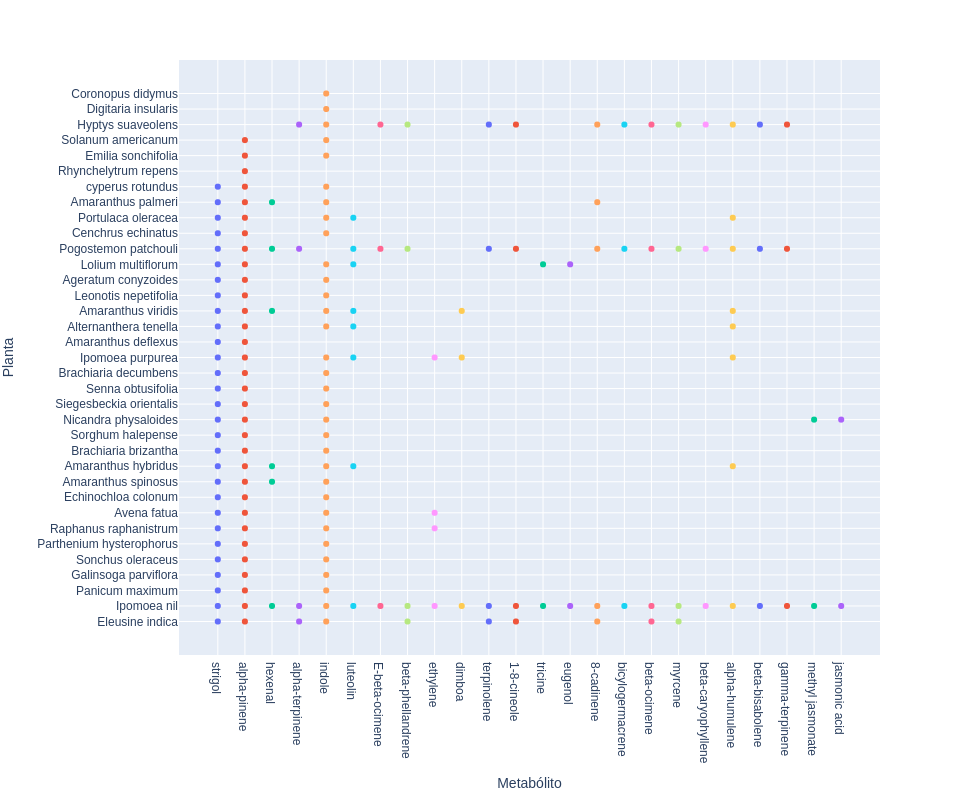 Coronopus didymus
Digitaria insularis
Hyptys suaveolens
Solanum americanum
Emilia sonchifolia
Rhynchelytrum repens
cyperus rotundus
Amaranthus palmeri
Portulaca oleracea
Cenchrus echinatus
Pogostemon patchouli
Lolium multiflorum
Ageratum conyzoides
Leonotis nepetifolia
Amaranthus viridis
Alternanthera tenella
Amaranthus deflexus
Ipomoea purpurea
Brachiaria decumbens
Senna obtusifolia
Siegesbeckia orientalis
Nicandra physaloides
Sorghum halepense
Brachiaria brizantha
Amaranthus hybridus
Amaranthus spinosus
Echinochloa colonum
Avena fatua
Raphanus raphanistrum
Parthenium hysterophorus
Sonchus oleraceus
Galinsoga parviflora
Panicum maximum
Ipomoea nil
Eleusine indica
Planta
strigol
alpha-pinene
hexenal
alpha-terpinene
indole
luteolin
E-beta-ocimene
beta-phellandrene
ethylene
dimboa
terpinolene
1-8-cineole
tricine
eugenol
8-cadinene
bicylogermacrene
beta-ocimene
myrcene
beta-caryophyllene
alpha-humulene
beta-bisabolene
gamma-terpinene
methyl jasmonate
jasmonic acid
Metabólito